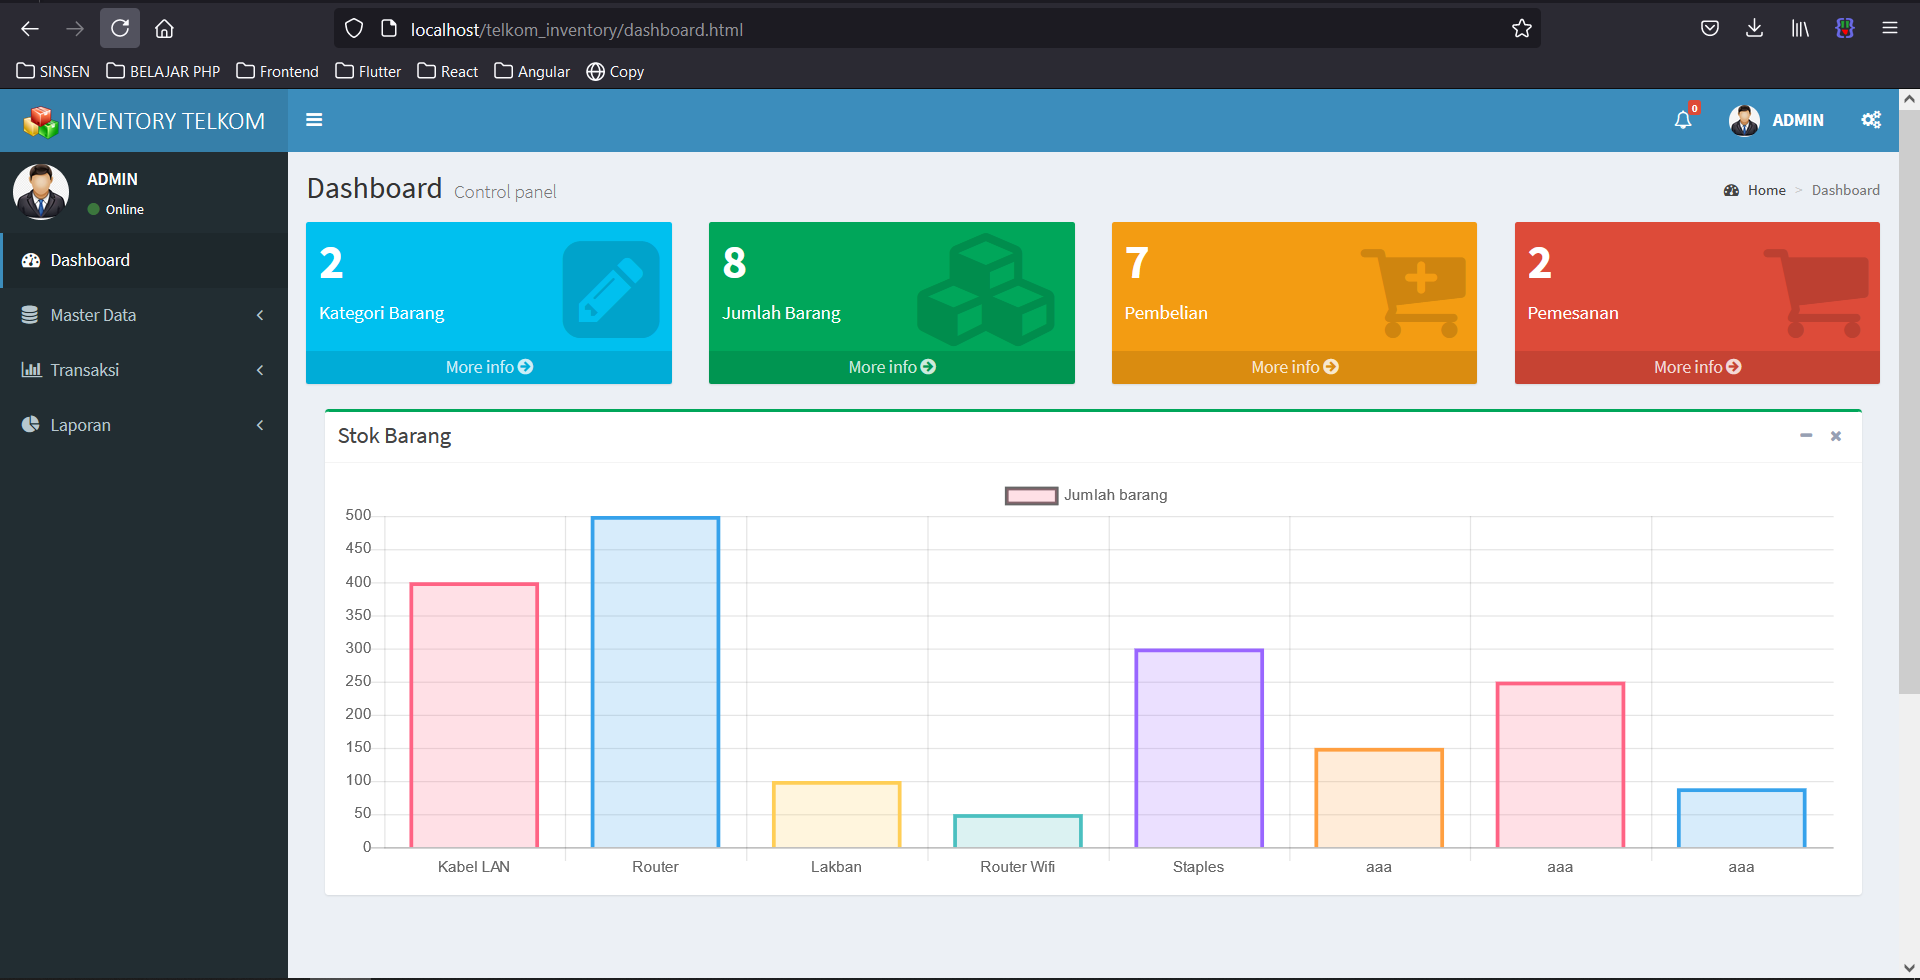 localhost/telkom_inventory/dashboard.html
SINSEN BELAJAR PHP Frontend Flutter React Angular Copy
INVENTORY TELKOM
0
ADMIN
ADMIN
Online
Dashboard
Master Data
Transaksi
Laporan
Dashboard Control panel
Home > Dashboard
2
Kategori Barang
More info
8
Jumlah Barang
More info
7
Pembelian
More info
2
Pemesanan
More info
Stok Barang
Jumlah barang
500
450
400
350
300
250
200
150
100
50
0
Kabel LAN Router Lakban Router Wifi Staples aaa aaa aaa